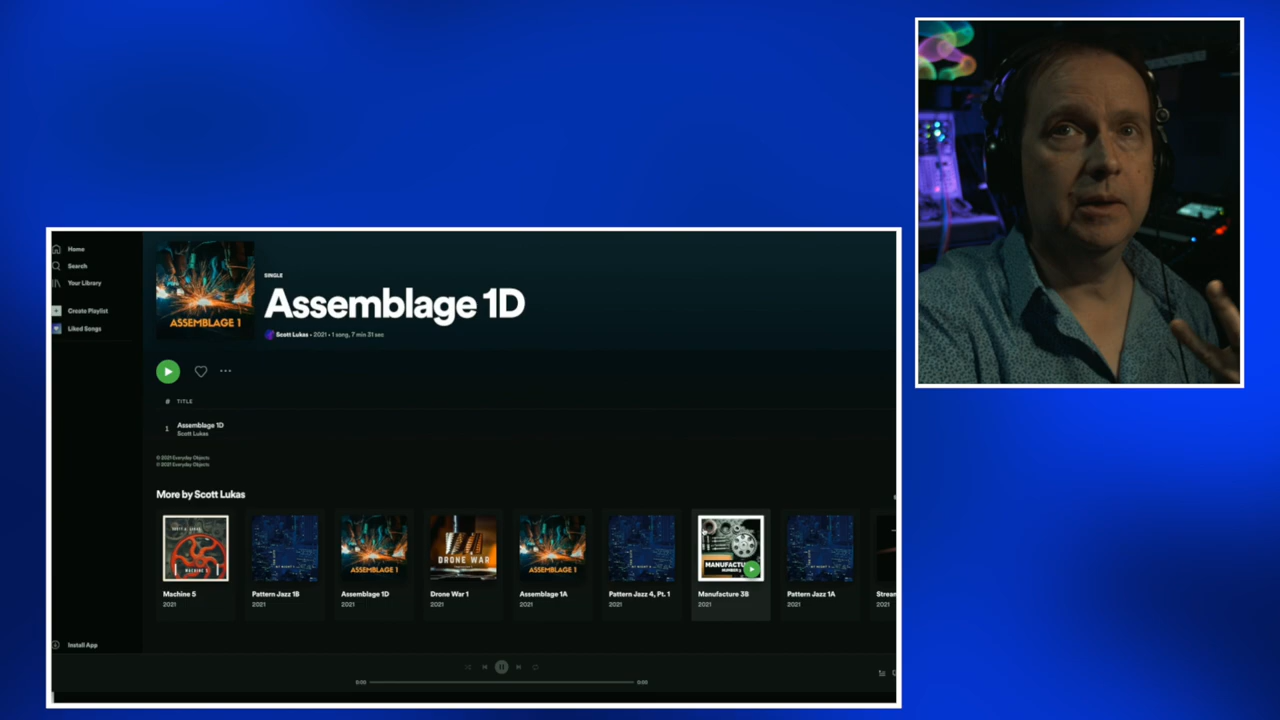 Home
Search
Your Library
Create Playlist
Liked Songs
Install App
ASSEMBLAGE 1
SINGLE
Assemblage 1D
Scott Lukas • 2021 • 1 song, 7 min 31 sec
# TITLE
1 Assemblage 1D
Scott Lukas
© 2021 Everyday Objects
℗ 2021 Everyday Objects
More by Scott Lukas
MACHINE 5
ASSEMBLAGE 1
DRONE WAR
ASSEMBLAGE 1
Machine 5
2021
Pattern Jazz 1B
2021
Assemblage 1D
2021
Drone War 1
2021
Assemblage 1A
2021
Pattern Jazz 4, Pt. 1
2021
Manufacture 3B
2021
Pattern Jazz 1A
2021
2021
0:00
0:00